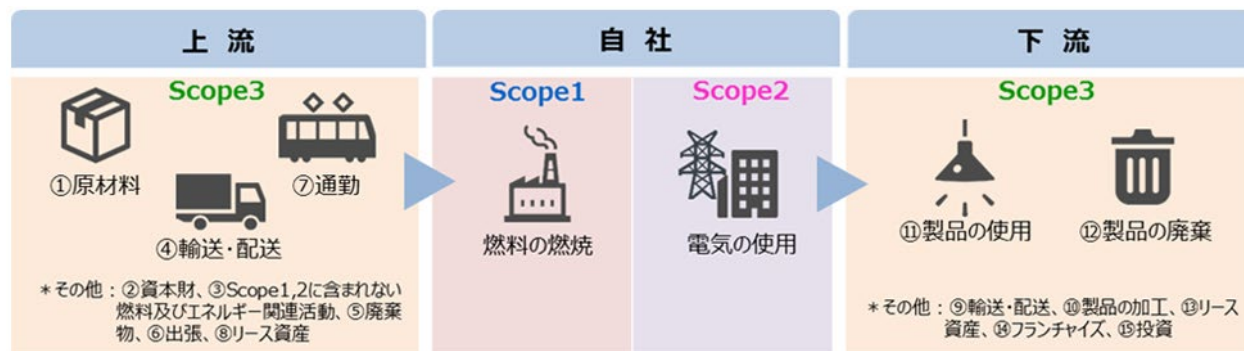 上 流
Scope3
①原材料
⑦通勤
④輸送・配送
＊その他：②資本財、③Scope1,2に含まれない
燃料及びエネルギー関連活動、⑤廃棄
物、⑥出張、⑧リース資産
自 社
Scope1
燃料の燃焼
Scope2
電気の使用
下 流
Scope3
⑪製品の使用
⑫製品の廃棄
＊その他：⑨輸送・配送、⑩製品の加工、⑬リース
資産、⑭フランチャイズ、⑮投資